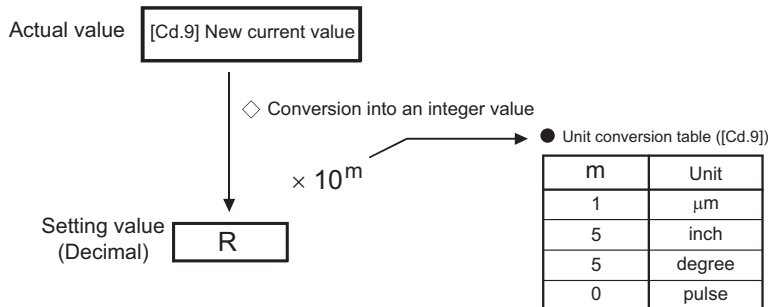 Actual value
[Cd.9] New current value
◇ Conversion into an integer value
× 10^m
● Unit conversion table ([Cd.9])
m Unit
1 μm
5 inch
5 degree
0 pulse
Setting value
(Decimal)
R